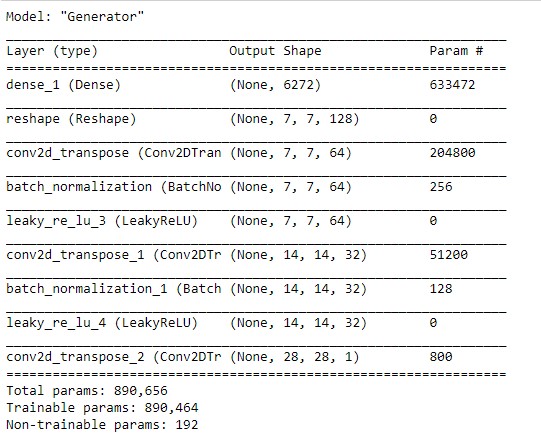 Model: "Generator"
Layer (type) Output Shape Param #
dense_1 (Dense) (None, 6272) 633472
reshape (Reshape) (None, 7, 7, 128) 0
conv2d_transpose (Conv2DTran (None, 7, 7, 64) 204800
batch_normalization (BatchNo (None, 7, 7, 64) 256
leaky_re_lu_3 (LeakyReLU) (None, 7, 7, 64) 0
conv2d_transpose_1 (Conv2DTr (None, 14, 14, 32) 51200
batch_normalization_1 (Batch (None, 14, 14, 32) 128
leaky_re_lu_4 (LeakyReLU) (None, 14, 14, 32) 0
conv2d_transpose_2 (Conv2DTr (None, 28, 28, 1) 800
Total params: 890,656
Trainable params: 890,464
Non-trainable params: 192